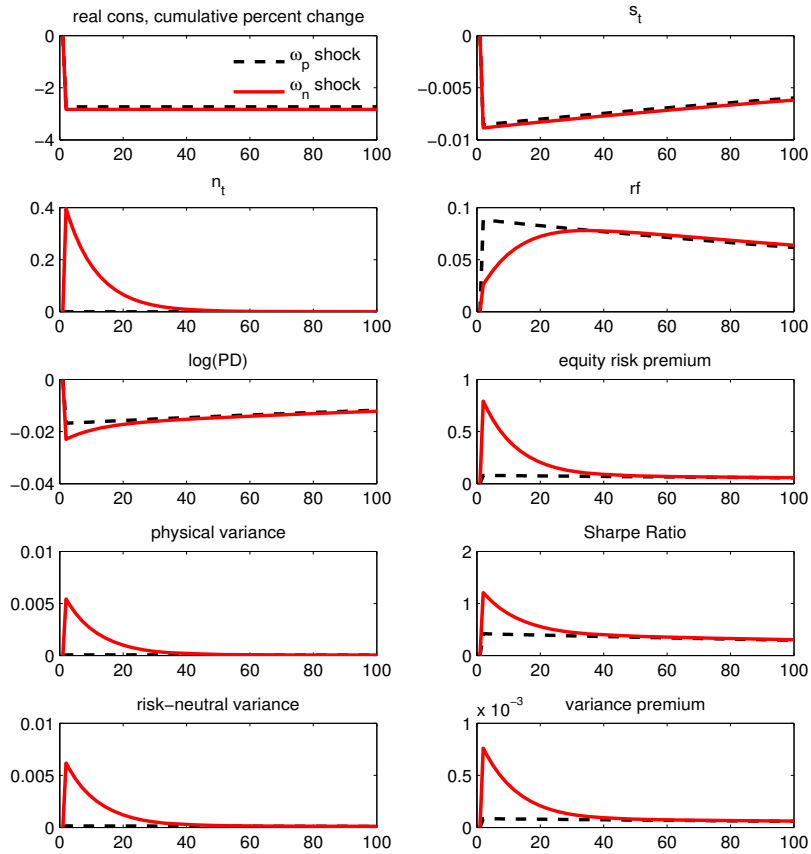 real cons, cumulative percent change
0
−2
−4
0 20 40 60 80 100
ω_p shock
ω_n shock
s_t
0
−0.005
−0.01
0 20 40 60 80 100
n_t
0.4
0.2
0
0 20 40 60 80 100
rf
0.1
0.05
0
0 20 40 60 80 100
log(PD)
0
−0.02
−0.04
0 20 40 60 80 100
equity risk premium
1
0.5
0
0 20 40 60 80 100
physical variance
0.01
0.005
0
0 20 40 60 80 100
Sharpe Ratio
2
1
0
0 20 40 60 80 100
risk−neutral variance
0.01
0.005
0
0 20 40 60 80 100
x 10^−3
variance premium
1
0.5
0
0 20 40 60 80 100